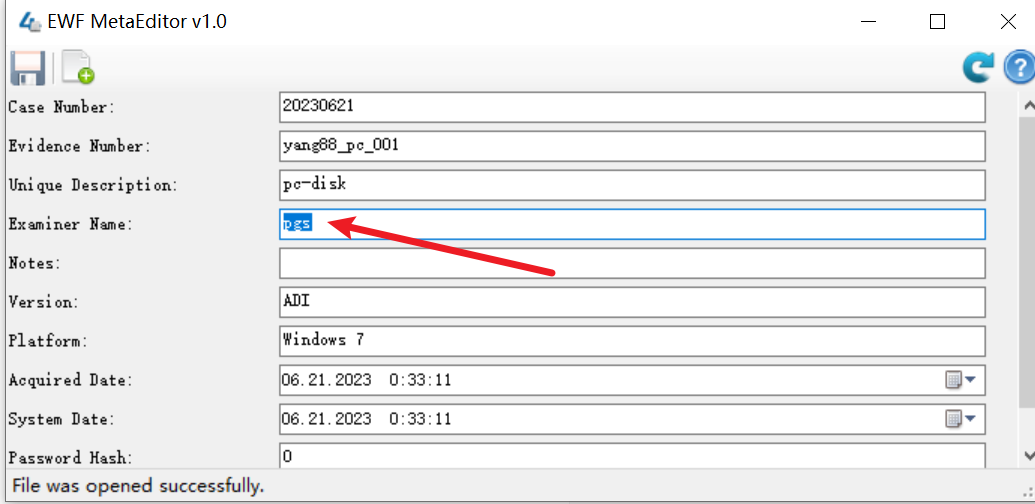 EWF MetaEditor v1.0
Case Number: 20230621
Evidence Number: yang88_pc_001
Unique Description: pc-disk
Examiner Name: pgs
Notes:
Version: ADI
Platform: Windows 7
Acquired Date: 06.21.2023 0:33:11
System Date: 06.21.2023 0:33:11
Password Hash: 0
File was opened successfully.